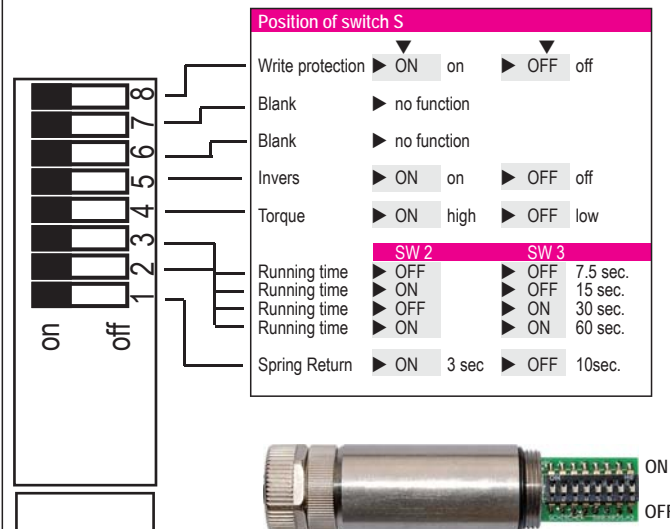 Position of switch S
Write protection ▶ ON on ▶ OFF off
Blank ▶ no function
Blank ▶ no function
Invers ▶ ON on ▶ OFF off
Torque ▶ ON high ▶ OFF low
SW 2 SW 3
Running time ▶ OFF ▶ OFF 7.5 sec.
Running time ▶ ON ▶ OFF 15 sec.
Running time ▶ OFF ▶ ON 30 sec.
Running time ▶ ON ▶ ON 60 sec.
Spring Return ▶ ON 3 sec ▶ OFF 10sec.
8
7
6
5
4
3
2
1
on off
ON
OFF